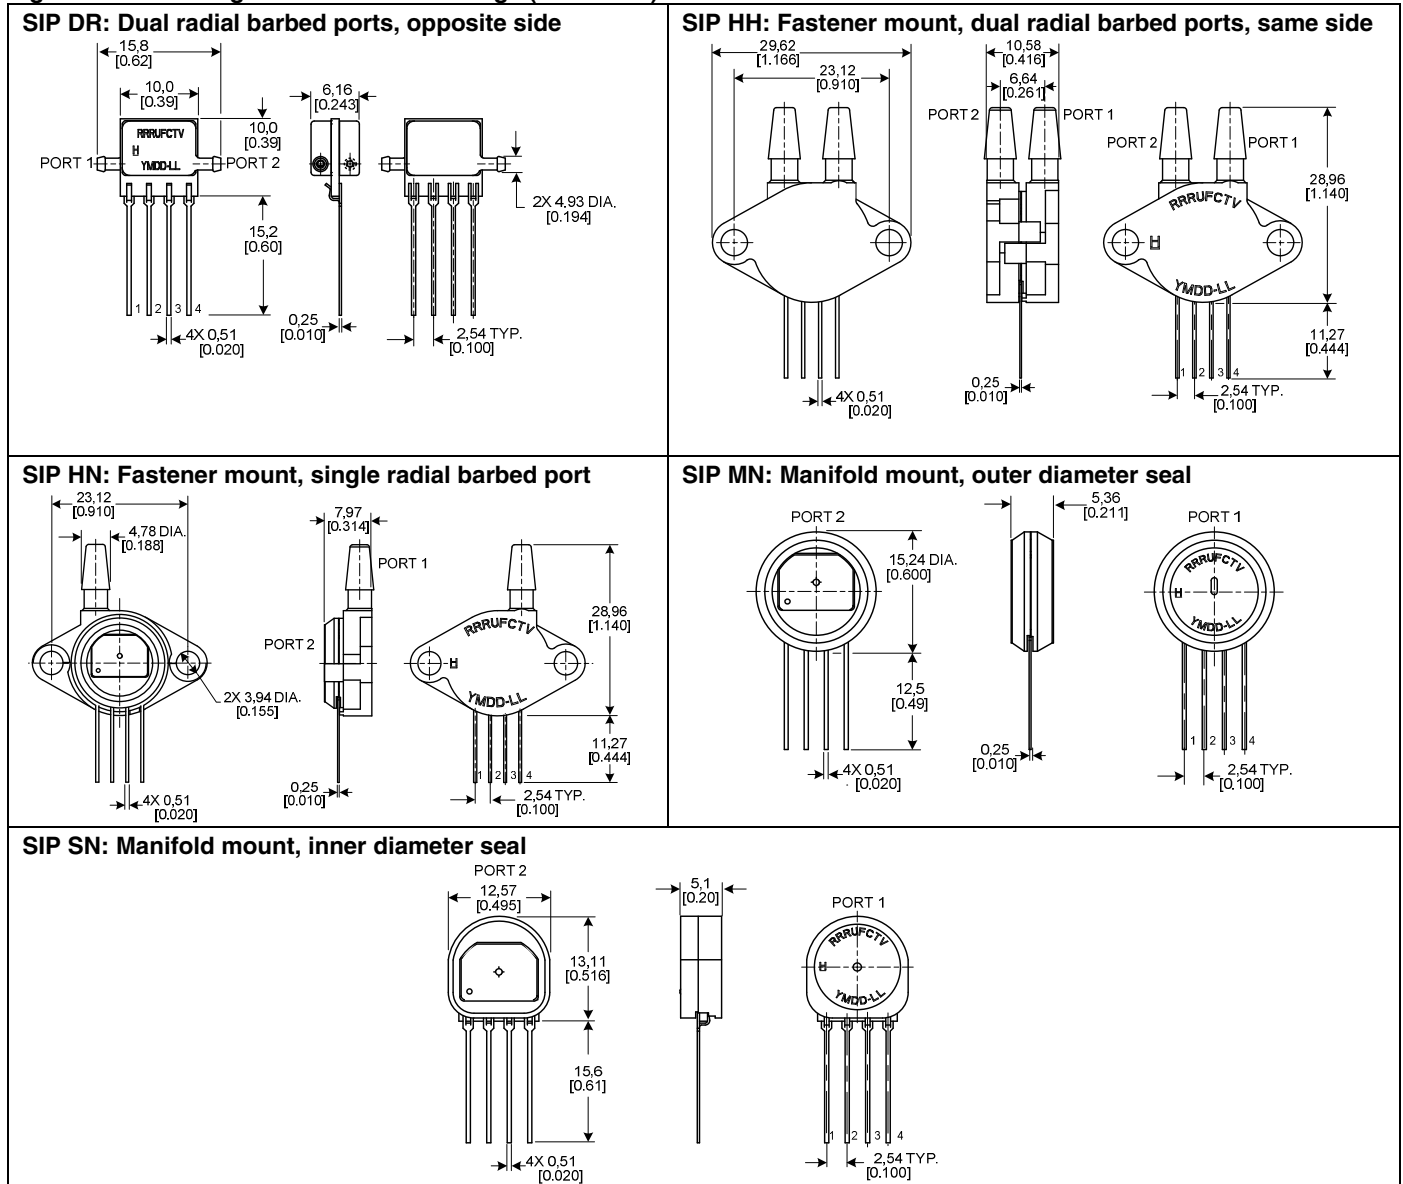 SIP DR: Dual radial barbed ports, opposite side
15,8
[0.62]
10,0
[0.39]
10,0
[0.39]
6,16
[0.243]
RRRUFCTV
H
YMDD-LL
PORT 1
PORT 2
2X 4,93 DIA.
[0.194]
15,2
[0.60]
1 2 3 4
4X 0,51
[0.020]
0,25
[0.010]
2,54 TYP.
[0.100]
SIP HH: Fastener mount, dual radial barbed ports, same side
29,62
[1.166]
23,12
[0.910]
10,58
[0.416]
6,64
[0.261]
PORT 2
PORT 1
PORT 2
PORT 1
28,96
[1.140]
RRRUFCTV
H
YMDD-LL
11,27
[0.444]
1 2 3 4
0,25
[0.010]
2,54 TYP.
[0.100]
4X 0,51
[0.020]
SIP HN: Fastener mount, single radial barbed port
23,12
[0.910]
4,78 DIA.
[0.188]
7,97
[0.314]
PORT 1
PORT 2
28,96
[1.140]
RRRUFCTV
H
YMDD-LL
2X 3,94 DIA.
[0.155]
11,27
[0.444]
1 2 3 4
4X 0,51
[0.020]
0,25
[0.010]
2,54 TYP.
[0.100]
SIP MN: Manifold mount, outer diameter seal
PORT 2
15,24 DIA.
[0.600]
5,36
[0.211]
PORT 1
RRRUFCTV
H
YMDD-LL
12,5
[0.49]
1 2 3 4
4X 0,51
[0.020]
0,25
[0.010]
2,54 TYP.
[0.100]
SIP SN: Manifold mount, inner diameter seal
PORT 2
12,57
[0.495]
5,1
[0.20]
PORT 1
13,11
[0.516]
RRRUFCTV
H
YMDD-LL
15,6
[0.61]
1 2 3 4
4X 0,51
[0.020]
2,54 TYP.
[0.100]